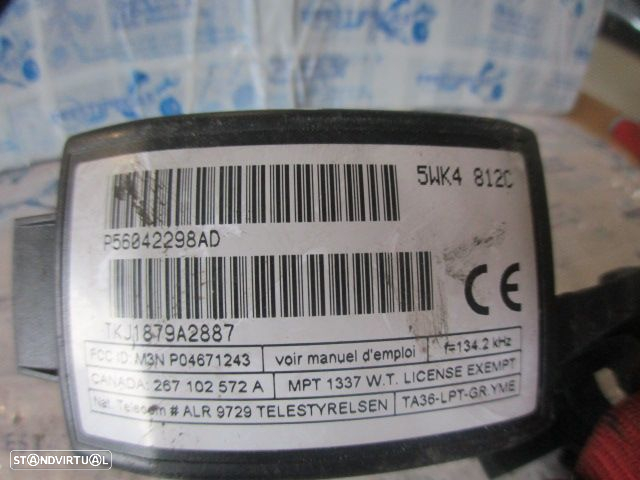 5WK4 812C
P56042298AD
TKJ1879A2887
FCC ID: M3N P04671243
voir manuel d'emploi
f=134.2 kHz
CANADA: 267 102 572 A
MPT 1337 W.T. LICENSE EXEMPT
Nat. Telecom # ALR 9729 TELESTYRELSEN
TA36-LPT-GR.YME
CE
STANDVIRTUAL